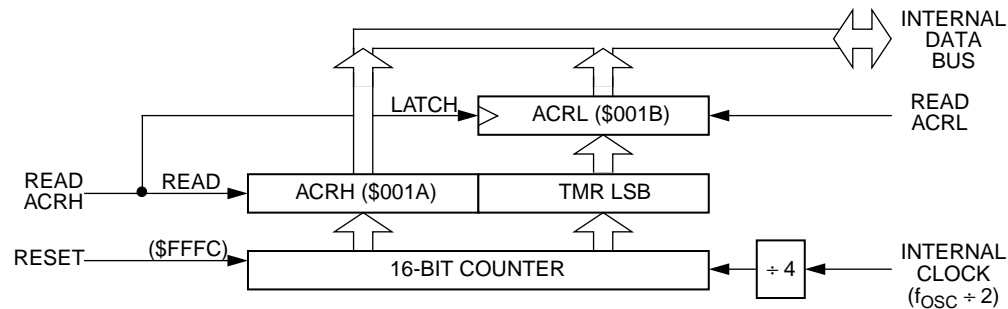 INTERNAL
DATA
BUS
LATCH
ACRL ($001B)
READ
ACRL
READ
ACRH
READ
ACRH ($001A)
TMR LSB
RESET
($FFFC)
16-BIT COUNTER
÷ 4
INTERNAL
CLOCK
(fOSC ÷ 2)